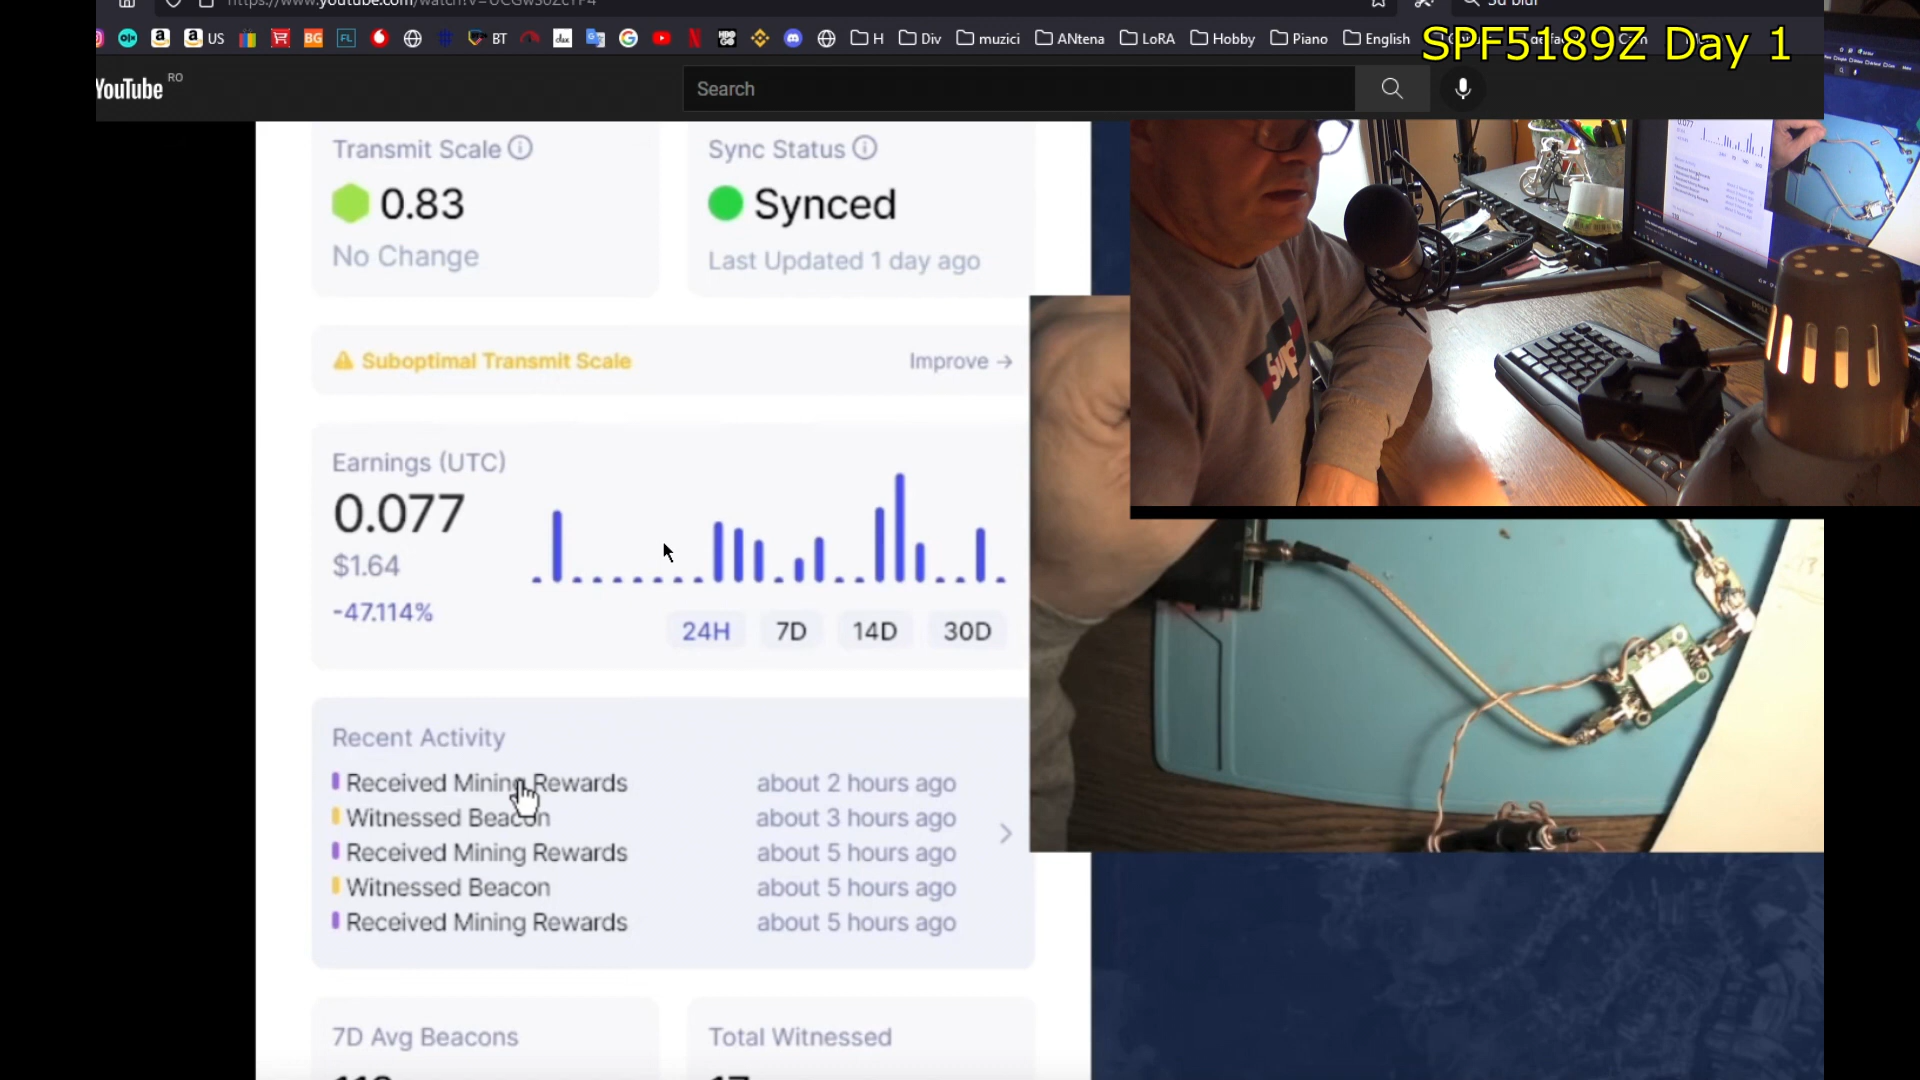 SPF5189Z Day 1
US
BG
FL
BT
H
Div
muzici
ANtena
LoRA
Hobby
Piano
English
YouTube RO
Search
Transmit Scale
0.83
No Change
Sync Status
Synced
Last Updated 1 day ago
Suboptimal Transmit Scale
Improve →
Earnings (UTC)
0.077
$1.64
-47.114%
24H
7D
14D
30D
Recent Activity
Received Mining Rewards about 2 hours ago
Witnessed Beacon about 3 hours ago
Received Mining Rewards about 5 hours ago
Witnessed Beacon about 5 hours ago
Received Mining Rewards about 5 hours ago
7D Avg Beacons
Total Witnessed